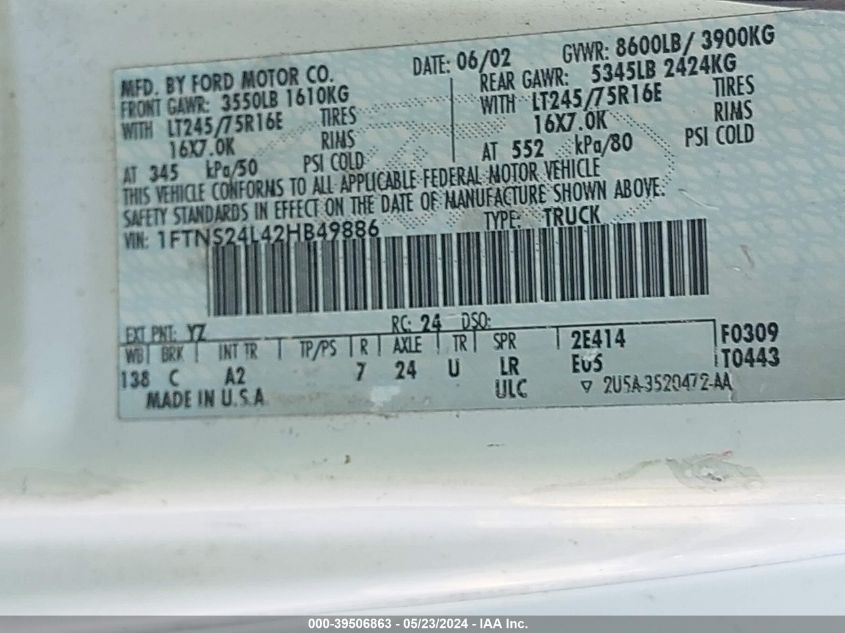 MFD. BY FORD MOTOR CO.
DATE: 06/02
GVWR: 8600LB/ 3900KG
FRONT GAWR: 3550LB 1610KG
REAR GAWR: 5345LB 2424KG
WITH LT245/75R16E TIRES
WITH LT245/75R16E TIRES
16X7.0K RIMS
16X7.0K RIMS
AT 345 kPa/50 PSI COLD
AT 552 kPa/80 PSI COLD
THIS VEHICLE CONFORMS TO ALL APPLICABLE FEDERAL MOTOR VEHICLE
SAFETY STANDARDS IN EFFECT ON THE DATE OF MANUFACTURE SHOWN ABOVE.
VIN: 1FTNS24L42HB49886
TYPE: TRUCK
EXT PNT: YZ RC: 24 DSO:
WB BRK INT TR TP/PS R AXLE TR SPR 2E414 F0309
138 C A2 7 24 U LR E05 T0443
MADE IN U.S.A ULC 2U5A-3520472-AA
000-39506863 - 05/23/2024 - IAA Inc.